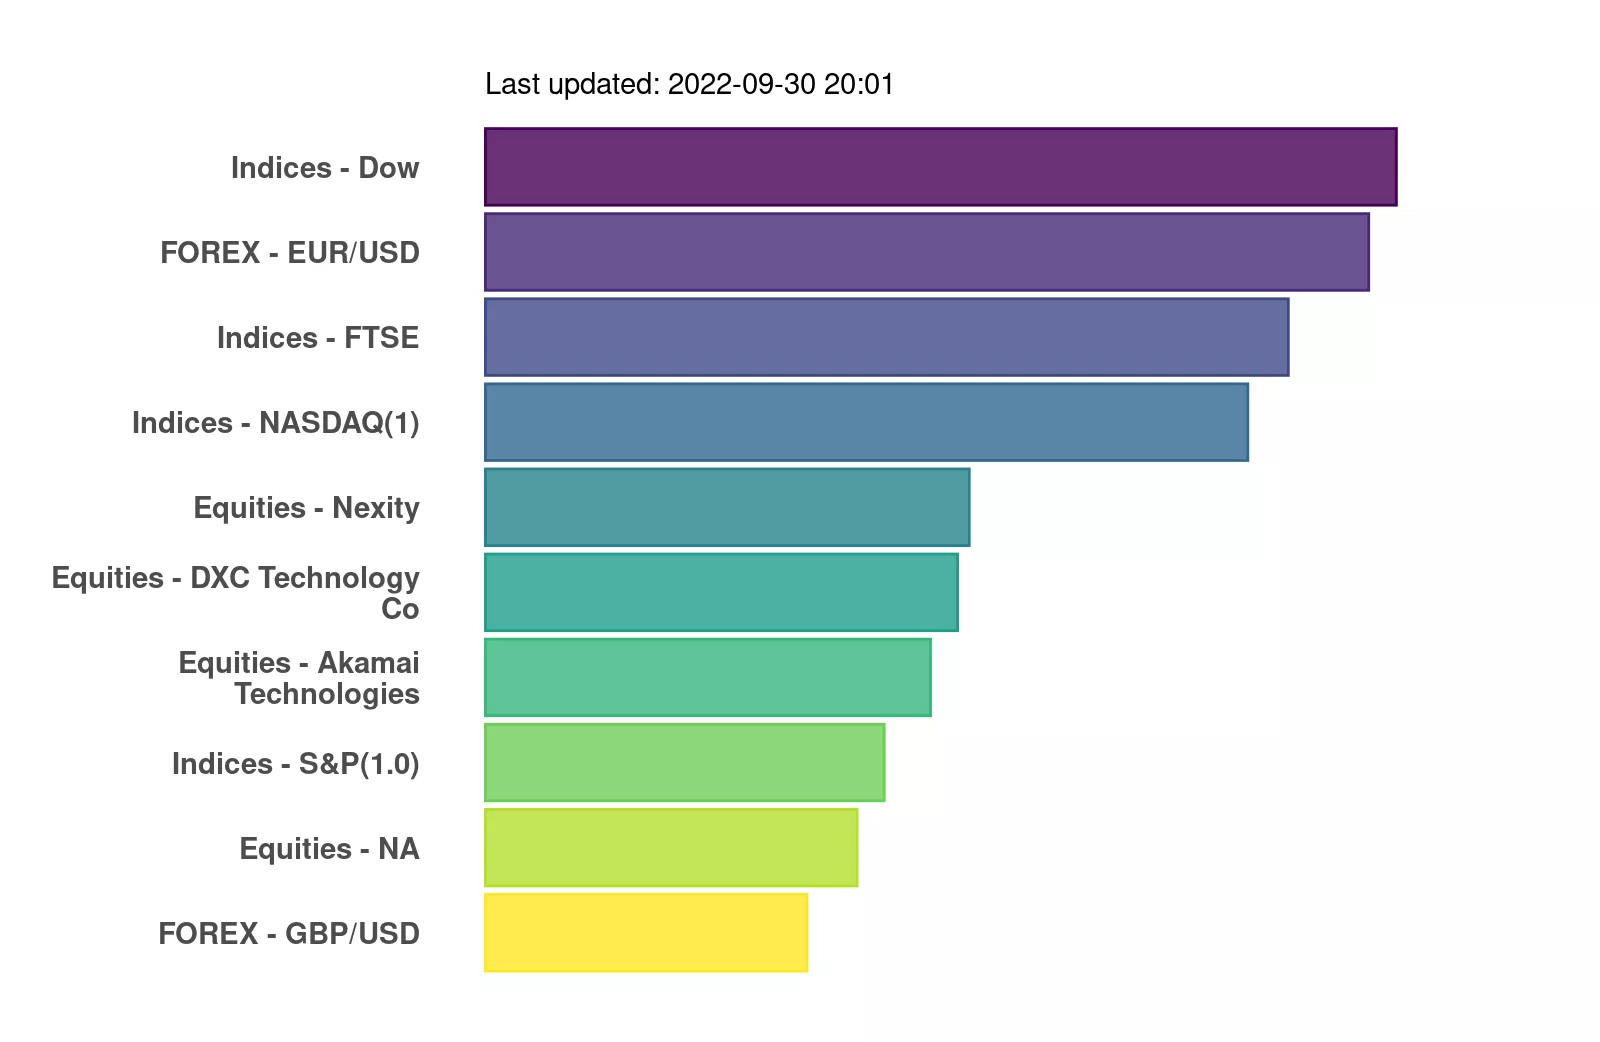 Last updated: 2022-09-30 20:01
Indices - Dow
FOREX - EUR/USD
Indices - FTSE
Indices - NASDAQ(1)
Equities - Nexity
Equities - DXC Technology
Co
Equities - Akamai
Technologies
Indices - S&P(1.0)
Equities - NA
FOREX - GBP/USD